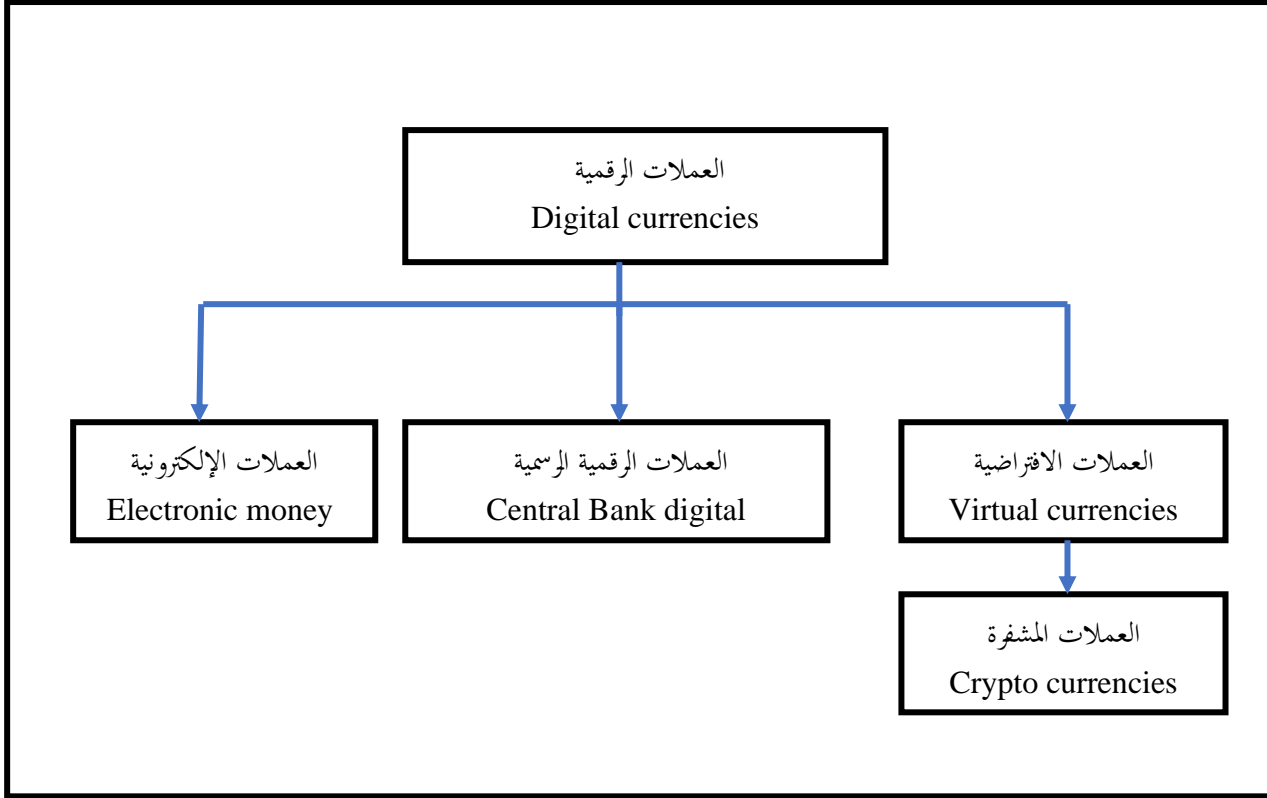 العملات الرقمية
Digital currencies
العملات الافتراضية
Virtual currencies
العملات الرقمية الرسمية
Central Bank digital
العملات الإلكترونية
Electronic money
العملات المشفرة
Crypto currencies